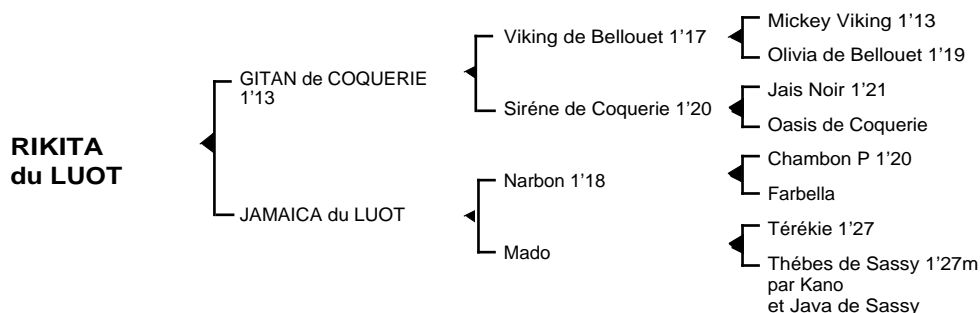 RIKITA
du LUOT
GITAN de COQUERIE
1’13
JAMAICA du LUOT
Viking de Bellouet 1’17
Siréne de Coquerie 1’20
Narbon 1’18
Mado
Mickey Viking 1’13
Olivia de Bellouet 1’19
Jais Noir 1’21
Oasis de Coquerie
Chambon P 1’20
Farbella
Térékie 1’27
Thébes de Sassy 1’27m
par Kano
et Java de Sassy